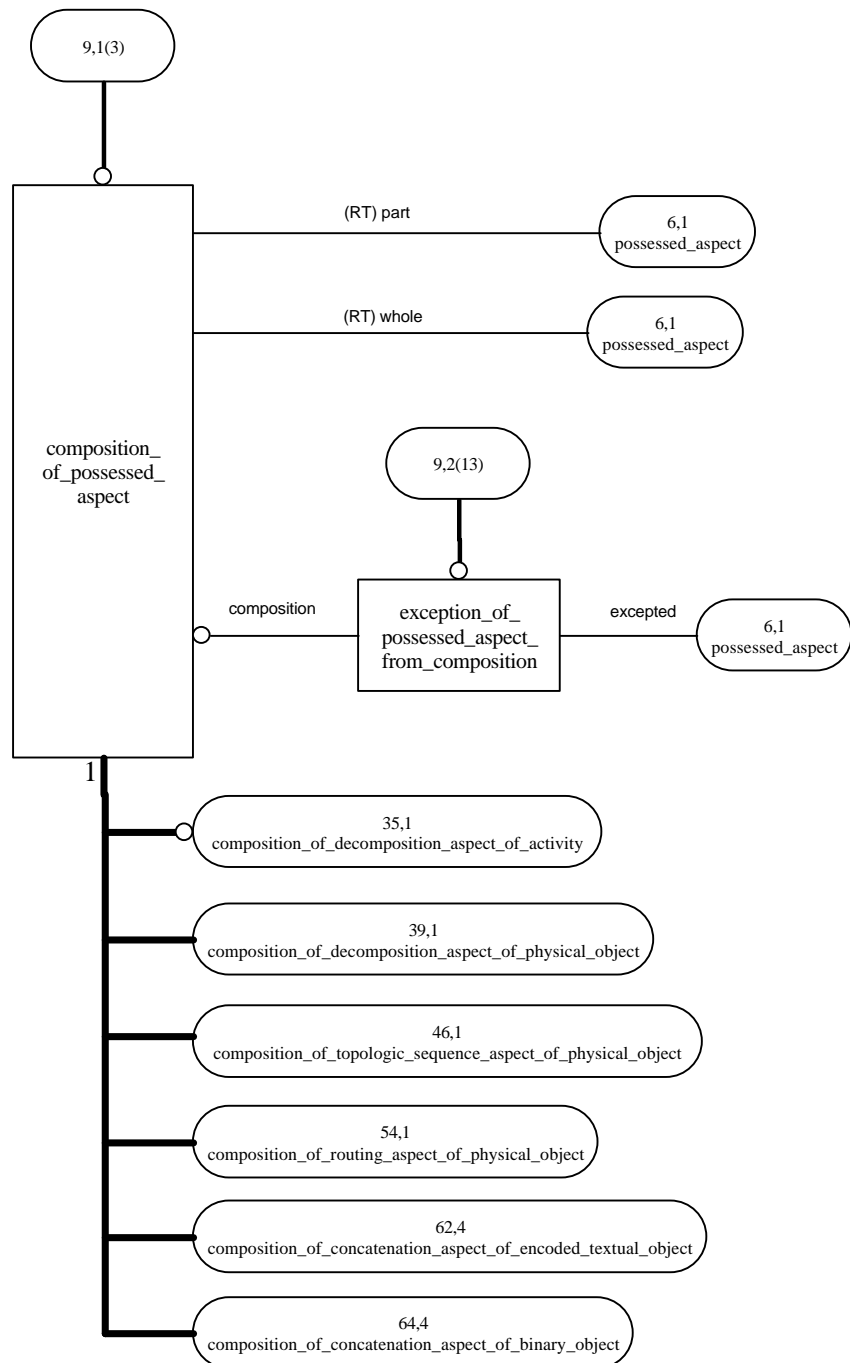 9,1(3)
(RT) part
6,1
possessed_aspect
(RT) whole
6,1
possessed_aspect
composition_
of_possessed_
aspect
9,2(13)
composition
exception_of_
possessed_aspect_
from_composition
excepted
6,1
possessed_aspect
1
35,1
composition_of_decomposition_aspect_of_activity
39,1
composition_of_decomposition_aspect_of_physical_object
46,1
composition_of_topologic_sequence_aspect_of_physical_object
54,1
composition_of_routing_aspect_of_physical_object
62,4
composition_of_concatenation_aspect_of_encoded_textual_object
64,4
composition_of_concatenation_aspect_of_binary_object